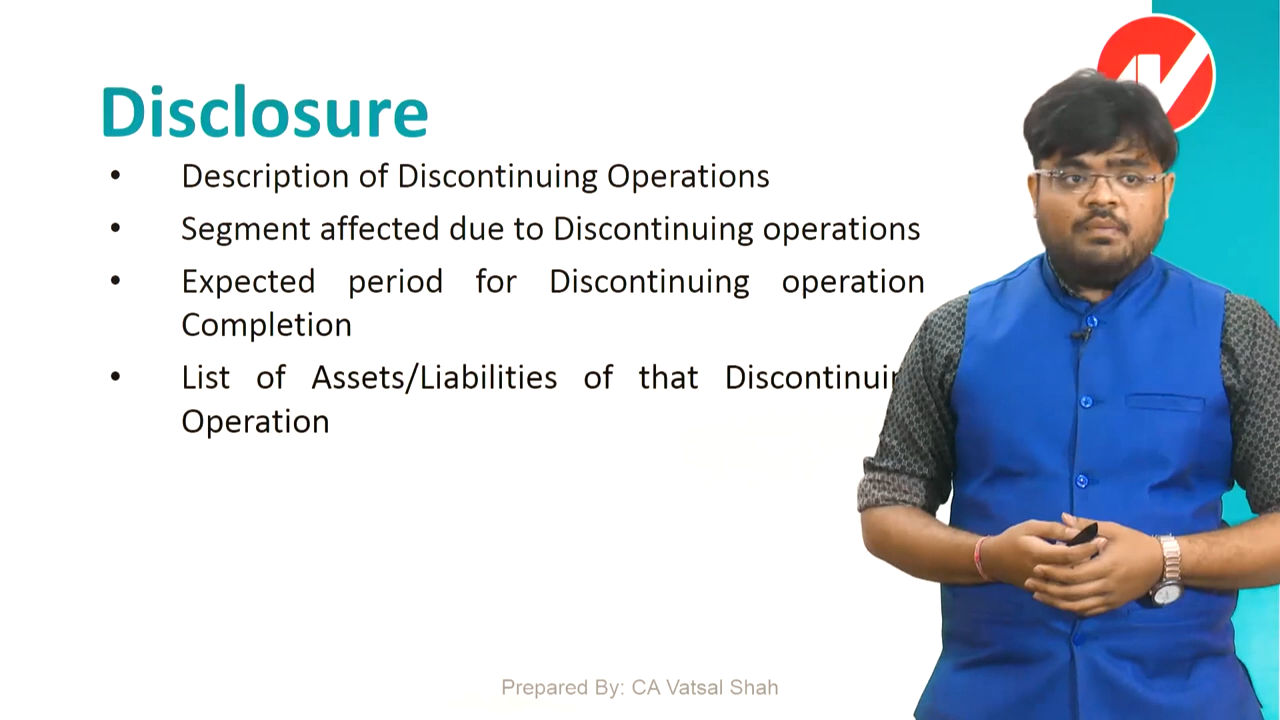 Disclosure
• Description of Discontinuing Operations
• Segment affected due to Discontinuing operations
• Expected period for Discontinuing operation
Completion
• List of Assets/Liabilities of that
Operation
Prepared By: CA Vatsal Shah